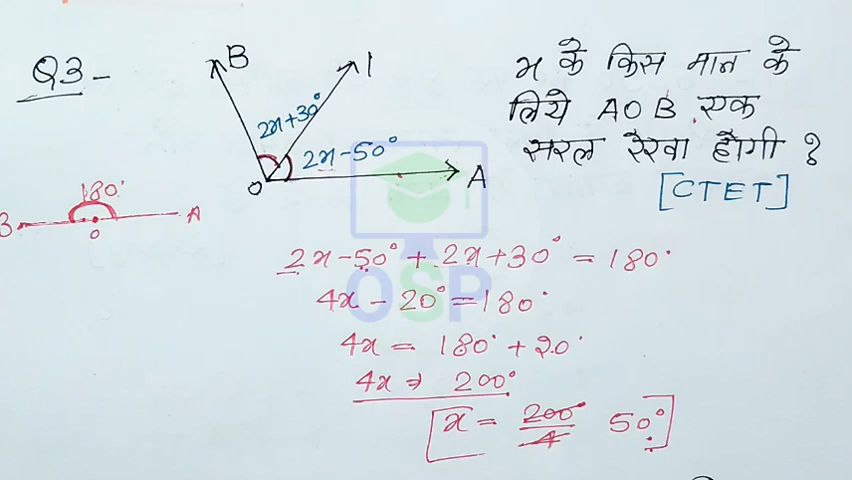 Q3-
B
1
2x+30°
2x-50°
O
A
x के किस मान के
लिये AOB एक
सरल रेखा होगी ?
[CTET]
180°
B
O
A
2x-50° + 2x+30° = 180°
4x - 20° = 180°
4x = 180° + 20°
4x ⇒ 200°
[x = 200°/4 50°]
OSP